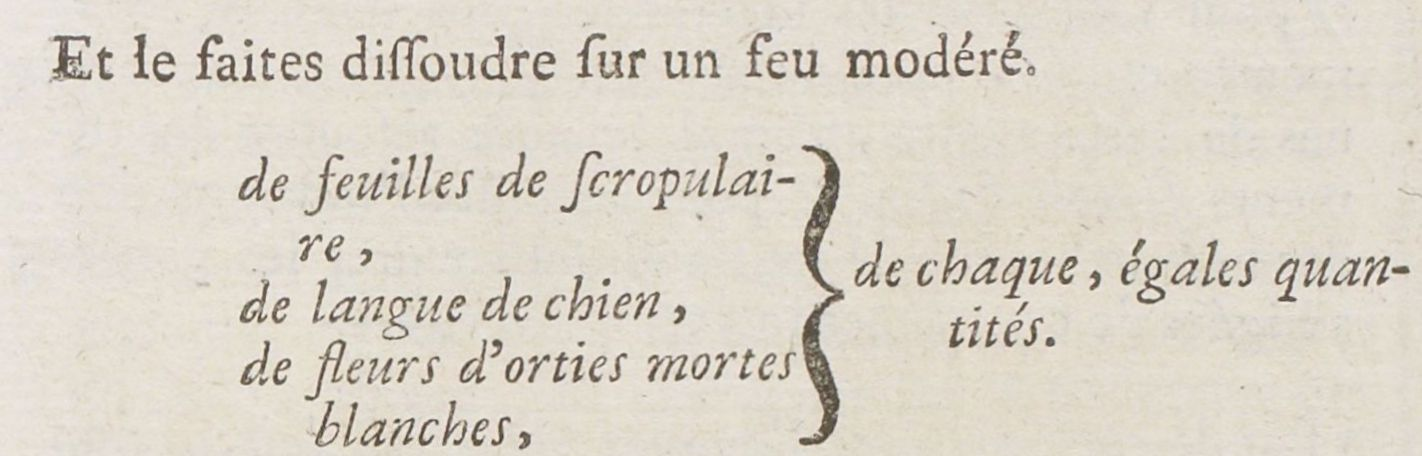 Et le faites diſſoudre ſur un feu modéré.
de feuilles de ſcropulai-
re,
de langue de chien,
de fleurs d'orties mortes
blanches,
de chaque, égales quan-
tités.